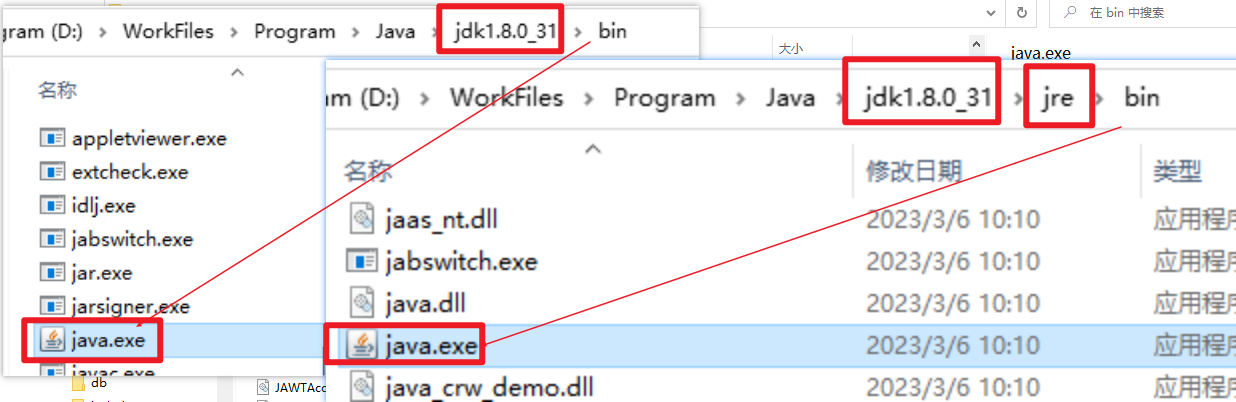 gram (D:) › WorkFiles › Program › Java › jdk1.8.0_31 › bin
在 bin 中搜索
大小
java.exe
名称
appletviewer.exe
extcheck.exe
idlj.exe
jabswitch.exe
jar.exe
jarsigner.exe
java.exe
javac.exe
db
JAWTAcc
am (D:) › WorkFiles › Program › Java › jdk1.8.0_31 › jre › bin
名称 修改日期 类型
jaas_nt.dll 2023/3/6 10:10 应用程序
jabswitch.exe 2023/3/6 10:10 应用程序
java.dll 2023/3/6 10:10 应用程序
java.exe 2023/3/6 10:10 应用程序
java_crw_demo.dll 2023/3/6 10:10 应用程序